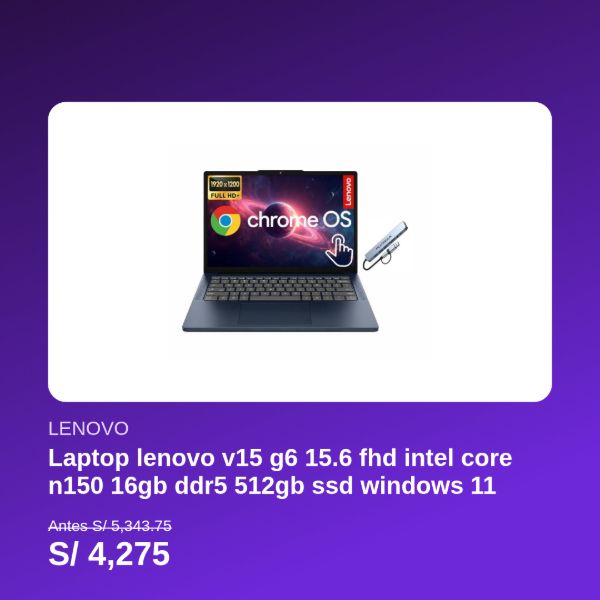 1920 x 1200
FULL HD+
Lenovo
chrome OS
LENOVO
Laptop lenovo v15 g6 15.6 fhd intel core
n150 16gb ddr5 512gb ssd windows 11
Antes S/ 5,343.75
S/ 4,275